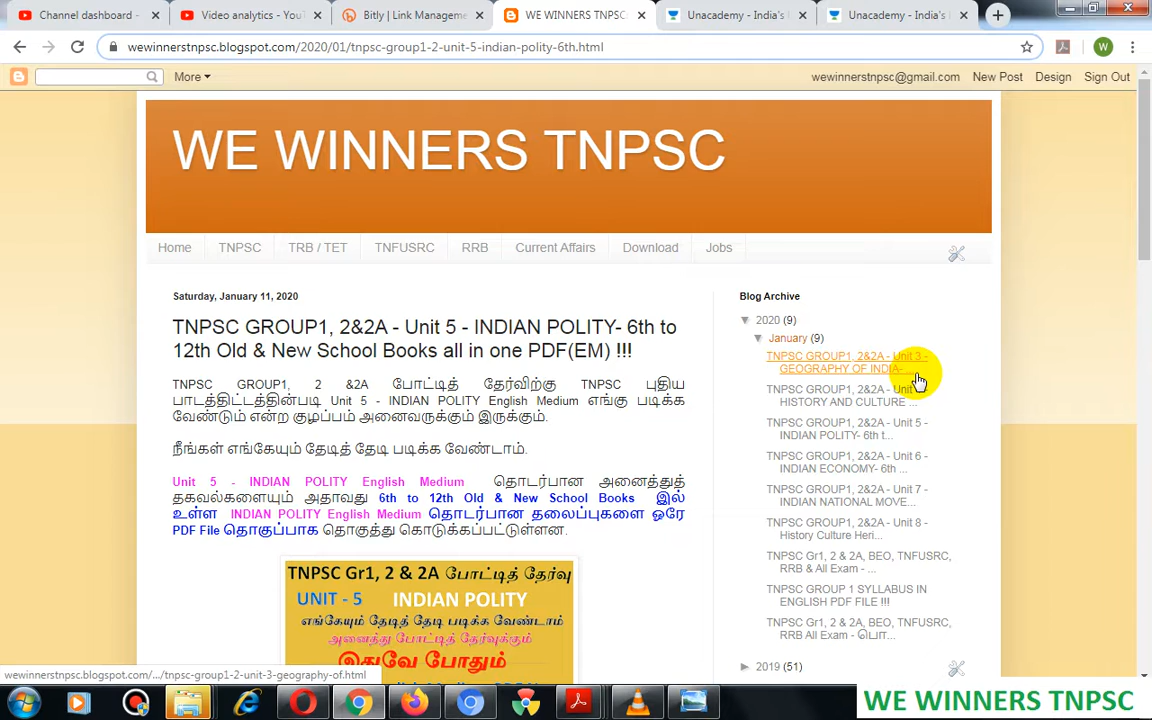 Channel dashboard -
Video analytics - You
Bitly | Link Manageme
WE WINNERS TNPSC
Unacademy - India's l
Unacademy - India's
wewinnerstnpsc.blogspot.com/2020/01/tnpsc-group1-2-unit-5-indian-polity-6th.html
W
More
wewinnerstnpsc@gmail.com New Post Design Sign Out
WE WINNERS TNPSC
Home TNPSC TRB / TET TNFUSRC RRB Current Affairs Download Jobs
Saturday, January 11, 2020
TNPSC GROUP1, 2&2A - Unit 5 - INDIAN POLITY- 6th to
12th Old & New School Books all in one PDF(EM) !!!
TNPSC GROUP1, 2 &2A போட்டித் தேர்விற்கு TNPSC புதிய
பாடத்திட்டத்தின்படி Unit 5 - INDIAN POLITY English Medium எங்கு படிக்க
வேண்டும் என்ற குழப்பம் அனைவருக்கும் இருக்கும்.
நீங்கள் எங்கேயும் தேடித் தேடி படிக்க வேண்டாம்.
Unit 5 - INDIAN POLITY English Medium தொடர்பான அனைத்துத்
தகவல்களையும் அதாவது 6th to 12th Old & New School Books இல்
உள்ள INDIAN POLITY English Medium தொடர்பான தலைப்புகளை ஒரே
PDF File தொகுப்பாக தொகுத்து கொடுக்கப்பட்டுள்ளன.
TNPSC Gr1, 2 & 2A போட்டித் தேர்வு
UNIT - 5 INDIAN POLITY
எங்கேயும் தேடித் தேடி படிக்க வேண்டாம்
அனைத்து போட்டித் தேர்வுக்கும்
இதுவே போதும்
Blog Archive
▼ 2020 (9)
▼ January (9)
TNPSC GROUP1, 2&2A - Unit 3 -
GEOGRAPHY OF INDIA- ...
TNPSC GROUP1, 2&2A - Unit
HISTORY AND CULTURE ...
TNPSC GROUP1, 2&2A - Unit 5 -
INDIAN POLITY- 6th t...
TNPSC GROUP1, 2&2A - Unit 6 -
INDIAN ECONOMY- 6th ...
TNPSC GROUP1, 2&2A - Unit 7 -
INDIAN NATIONAL MOVE...
TNPSC GROUP1, 2&2A - Unit 8 -
History Culture Heri...
TNPSC Gr1, 2 & 2A, BEO, TNFUSRC,
RRB & All Exam - ...
TNPSC GROUP 1 SYLLABUS IN
ENGLISH PDF FILE !!!
TNPSC Gr1, 2 & 2A, BEO, TNFUSRC,
RRB All Exam - பொ...
► 2019 (51)
wewinnerstnpsc.blogspot.com/.../tnpsc-group1-2-unit-3-geography-of.html
WE WINNERS TNPSC